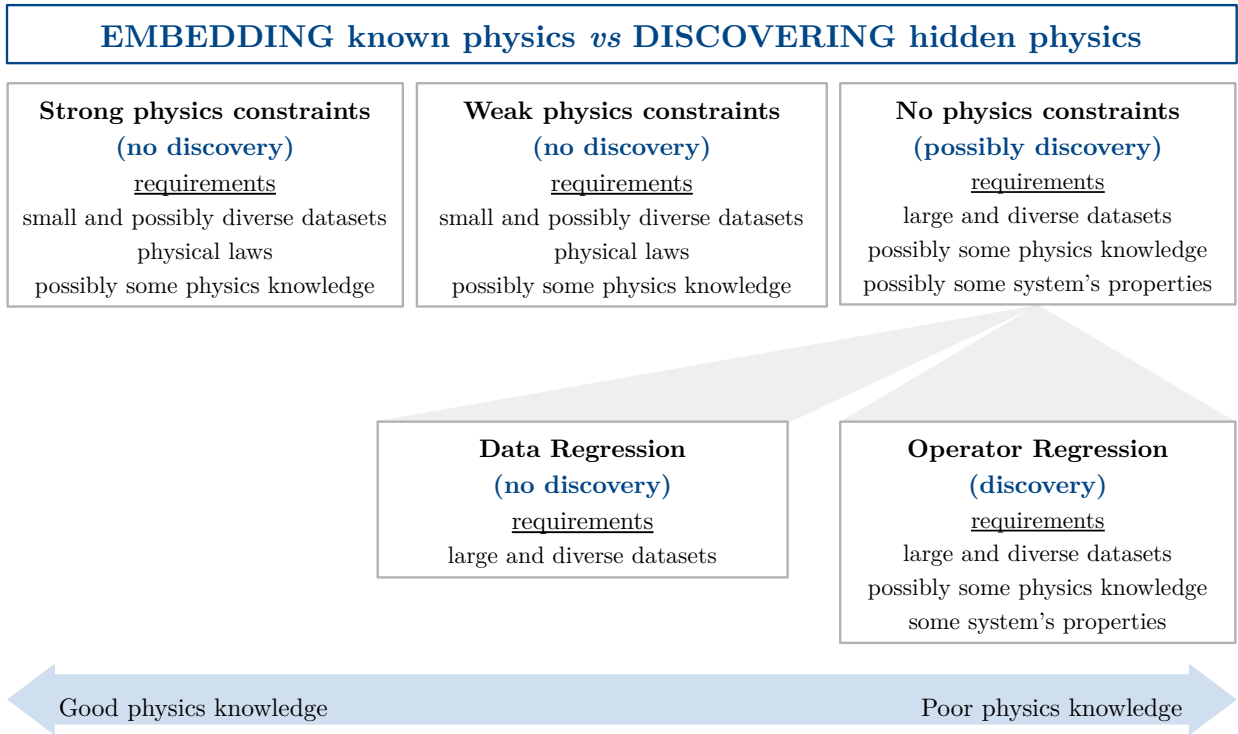 EMBEDDING known physics vs DISCOVERING hidden physics
Strong physics constraints
(no discovery)
requirements
small and possibly diverse datasets
physical laws
possibly some physics knowledge
Weak physics constraints
(no discovery)
requirements
small and possibly diverse datasets
physical laws
possibly some physics knowledge
No physics constraints
(possibly discovery)
requirements
large and diverse datasets
possibly some physics knowledge
possibly some system's properties
Data Regression
(no discovery)
requirements
large and diverse datasets
Operator Regression
(discovery)
requirements
large and diverse datasets
possibly some physics knowledge
some system's properties
Good physics knowledge
Poor physics knowledge